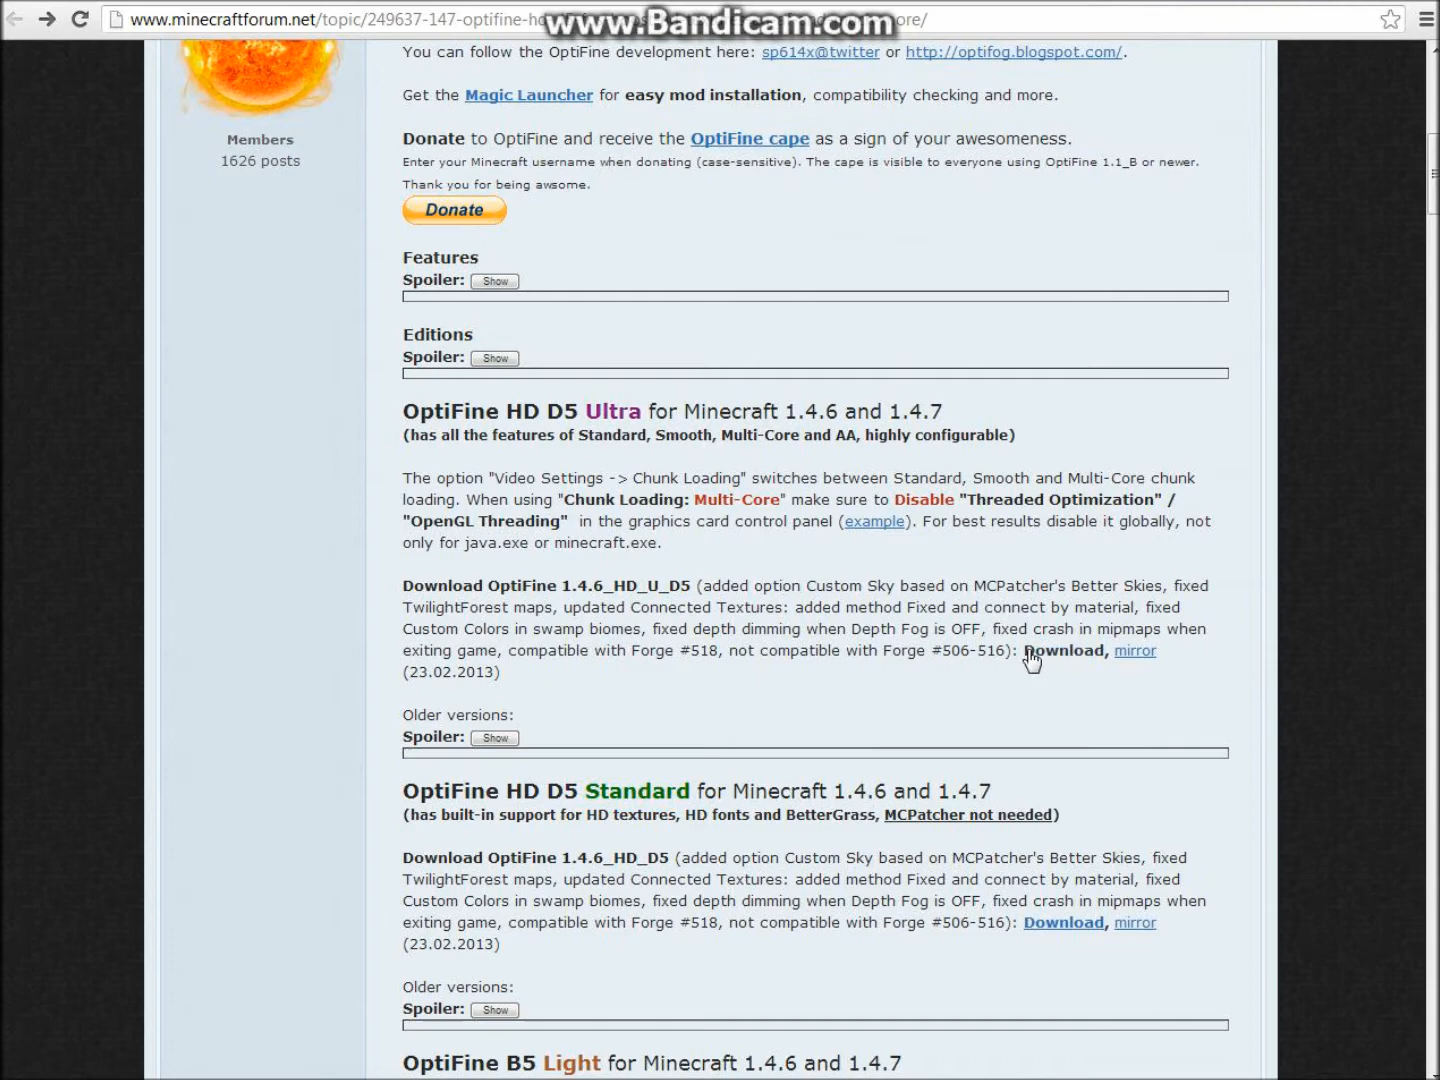 www.minecraftforum.net/topic/249637-147-optifine-h
ore/
www.Bandicam.com
You can follow the OptiFine development here: sp614x@twitter or http://optifog.blogspot.com/.
Get the Magic Launcher for easy mod installation, compatibility checking and more.
Members
1626 posts
Donate to OptiFine and receive the OptiFine cape as a sign of your awesomeness.
Enter your Minecraft username when donating (case-sensitive). The cape is visible to everyone using OptiFine 1.1_B or newer.
Thank you for being awsome.
Donate
Features
Spoiler: Show
Editions
Spoiler: Show
OptiFine HD D5 Ultra for Minecraft 1.4.6 and 1.4.7
(has all the features of Standard, Smooth, Multi-Core and AA, highly configurable)
The option "Video Settings -> Chunk Loading" switches between Standard, Smooth and Multi-Core chunk
loading. When using "Chunk Loading: Multi-Core" make sure to Disable "Threaded Optimization" /
"OpenGL Threading" in the graphics card control panel (example). For best results disable it globally, not
only for java.exe or minecraft.exe.
Download OptiFine 1.4.6_HD_U_D5 (added option Custom Sky based on MCPatcher's Better Skies, fixed
TwilightForest maps, updated Connected Textures: added method Fixed and connect by material, fixed
Custom Colors in swamp biomes, fixed depth dimming when Depth Fog is OFF, fixed crash in mipmaps when
exiting game, compatible with Forge #518, not compatible with Forge #506-516): Download, mirror
(23.02.2013)
Older versions:
Spoiler: Show
OptiFine HD D5 Standard for Minecraft 1.4.6 and 1.4.7
(has built-in support for HD textures, HD fonts and BetterGrass, MCPatcher not needed)
Download OptiFine 1.4.6_HD_D5 (added option Custom Sky based on MCPatcher's Better Skies, fixed
TwilightForest maps, updated Connected Textures: added method Fixed and connect by material, fixed
Custom Colors in swamp biomes, fixed depth dimming when Depth Fog is OFF, fixed crash in mipmaps when
exiting game, compatible with Forge #518, not compatible with Forge #506-516): Download, mirror
(23.02.2013)
Older versions:
Spoiler: Show
OptiFine B5 Light for Minecraft 1.4.6 and 1.4.7